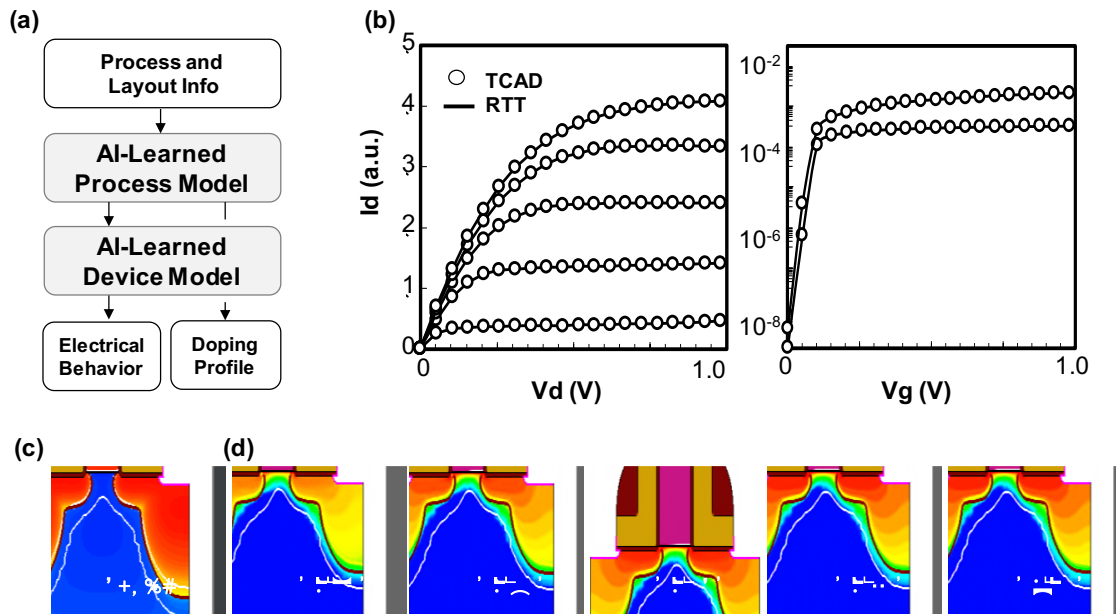 (a)
Process and
Layout Info
AI-Learned
Process Model
AI-Learned
Device Model
Electrical
Behavior
Doping
Profile
(b)
5
4
3
2
1
0
Id (a.u.)
TCAD
RTT
0
1.0
Vd (V)
10-2
10-4
10-6
10-8
0
1.0
Vg (V)
(c)
(d)